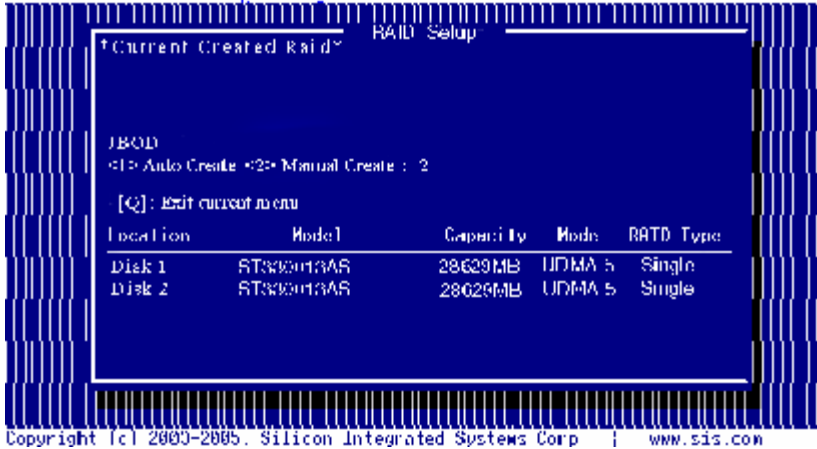 RAID Setup
*Current Created Raid*
JBOD
<1> Auto Create <2> Manual Create : 2
[Q]: Exit current menu
Location Model Capacity Mode RAID Type
Disk 1 28629MB UDMA 5 Single
Disk 2 28629MB UDMA 5 Single
Copyright (c) 2003-2005. Silicon Integrated Systems Corp | www.sis.com